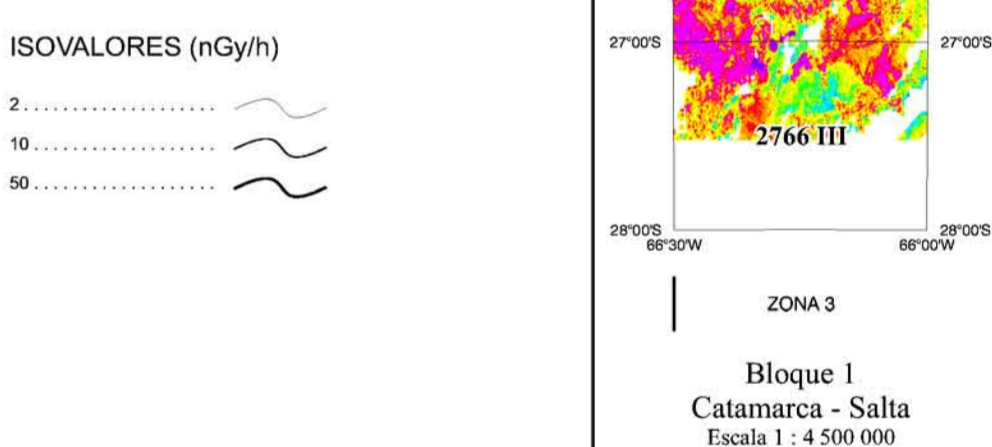 ISOVALORES (nGy/h)
2.........................
10.........................
50.........................
27°00'S 27°00'S
2766 III
28°00'S 28°00'S
66°30'W 66°00'W
ZONA 3
Bloque 1
Catamarca - Salta
Escala 1 : 4 500 000